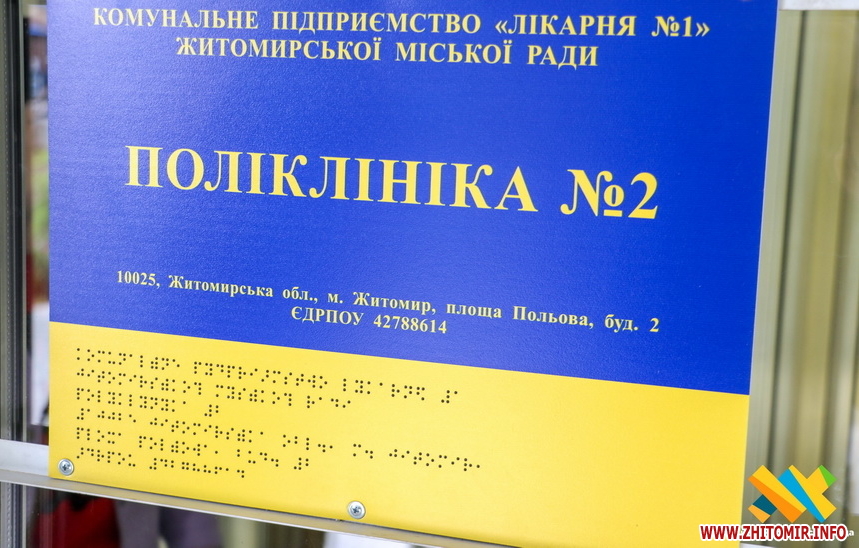 КОМУНАЛЬНЕ ПІДПРИЄМСТВО «ЛІКАРНЯ №1»
ЖИТОМИРСЬКОЇ МІСЬКОЇ РАДИ
ПОЛІКЛІНІКА №2
10025, Житомирська обл., м. Житомир, площа Польова, буд. 2
ЄДРПОУ 42788614
WWW.ZHITOMIR.INFO